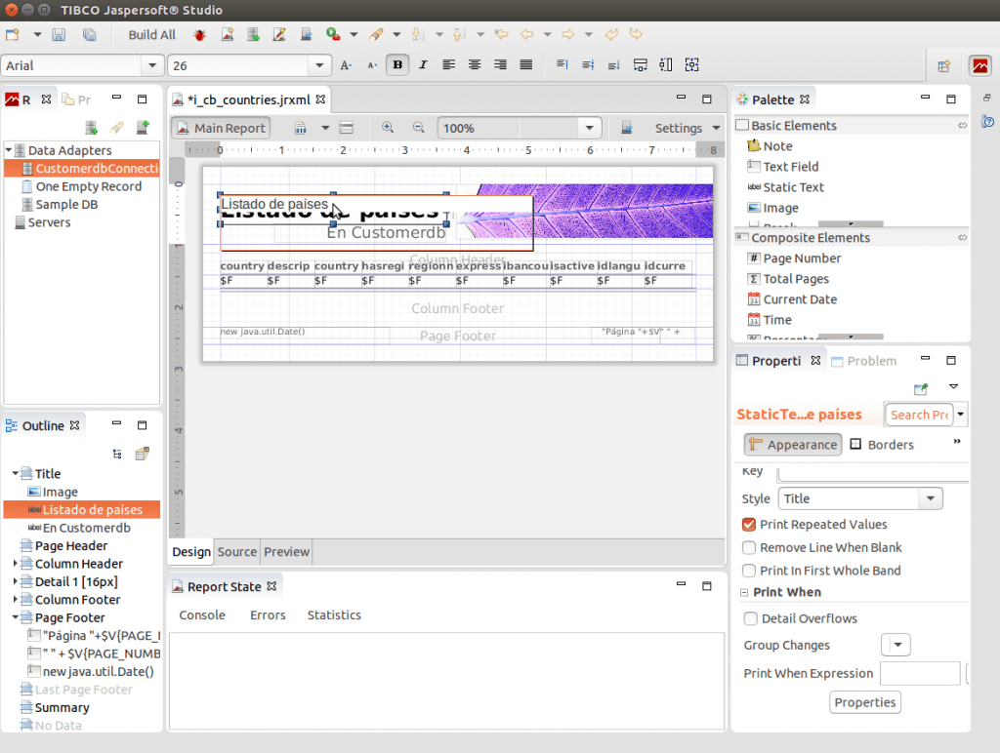 TIBCO Jaspersoft® Studio
Build All
Arial
26
B
I
R
Pr
Data Adapters
CustomerdbConnecti
One Empty Record
Sample DB
Servers
Outline
Title
Image
Listado de países
En Customerdb
Page Header
Column Header
Detail 1 [16px]
Column Footer
Page Footer
"Página "+$V{PAGE_
" " + $V{PAGE_NUMB
new java.util.Date()
Last Page Footer
Summary
No Data
*i_cb_countries.jrxml
Main Report
100%
Settings
0 1 2 3 4 5 6 7 8
0
1
2
3
4
5
Listado de países
Listado de países
En Customerdb
Column Header
country descrip country hasregi regionn express ibancou isactive idlangu idcurre
$F $F $F $F $F $F $F $F $F $F
Column Footer
new java.util.Date()
Page Footer
"Página "+$V" " +
Design
Source
Preview
Report State
Console
Errors
Statistics
Palette
Basic Elements
Note
Text Field
Static Text
Image
Break
Composite Elements
Page Number
Total Pages
Current Date
Time
Percentage
Properti
Problem
StaticTe...e países
Search Pr
Appearance
Borders
»
Key
Style
Title
Print Repeated Values
Remove Line When Blank
Print In First Whole Band
Print When
Detail Overflows
Group Changes
Print When Expression
Properties